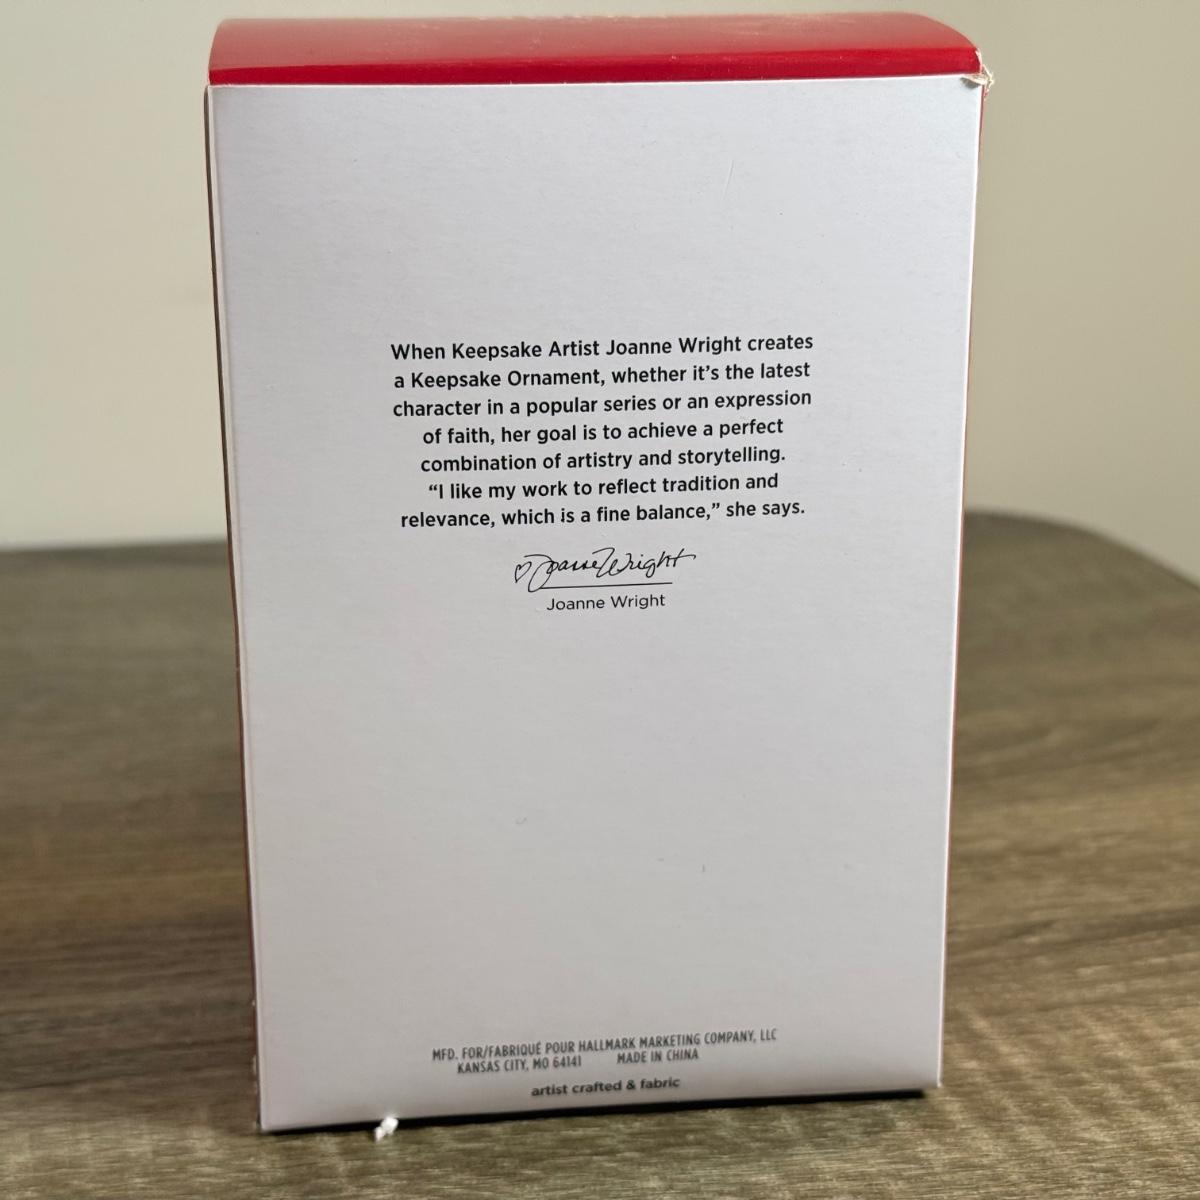 When Keepsake Artist Joanne Wright creates
a Keepsake Ornament, whether it's the latest
character in a popular series or an expression
of faith, her goal is to achieve a perfect
combination of artistry and storytelling.
“I like my work to reflect tradition and
relevance, which is a fine balance,” she says.
♡ Joanne Wright
Joanne Wright
MFD. FOR/FABRIQUÉ POUR HALLMARK MARKETING COMPANY, LLC
KANSAS CITY, MO 64141 MADE IN CHINA
artist crafted & fabric